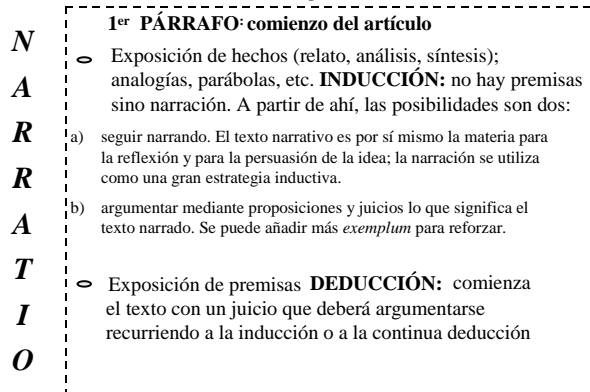 N
A
R
R
A
T
I
O
1er PÁRRAFO: comienzo del artículo
Exposición de hechos (relato, análisis, síntesis);
analogías, parábolas, etc. INDUCCIÓN: no hay premisas
sino narración. A partir de ahí, las posibilidades son dos:
a) seguir narrando. El texto narrativo es por sí mismo la materia para
la reflexión y para la persuasión de la idea; la narración se utiliza
como una gran estrategia inductiva.
b) argumentar mediante proposiciones y juicios lo que significa el
texto narrado. Se puede añadir más exemplum para reforzar.
Exposición de premisas DEDUCCIÓN: comienza
el texto con un juicio que deberá argumentarse
recurriendo a la inducción o a la continua deducción